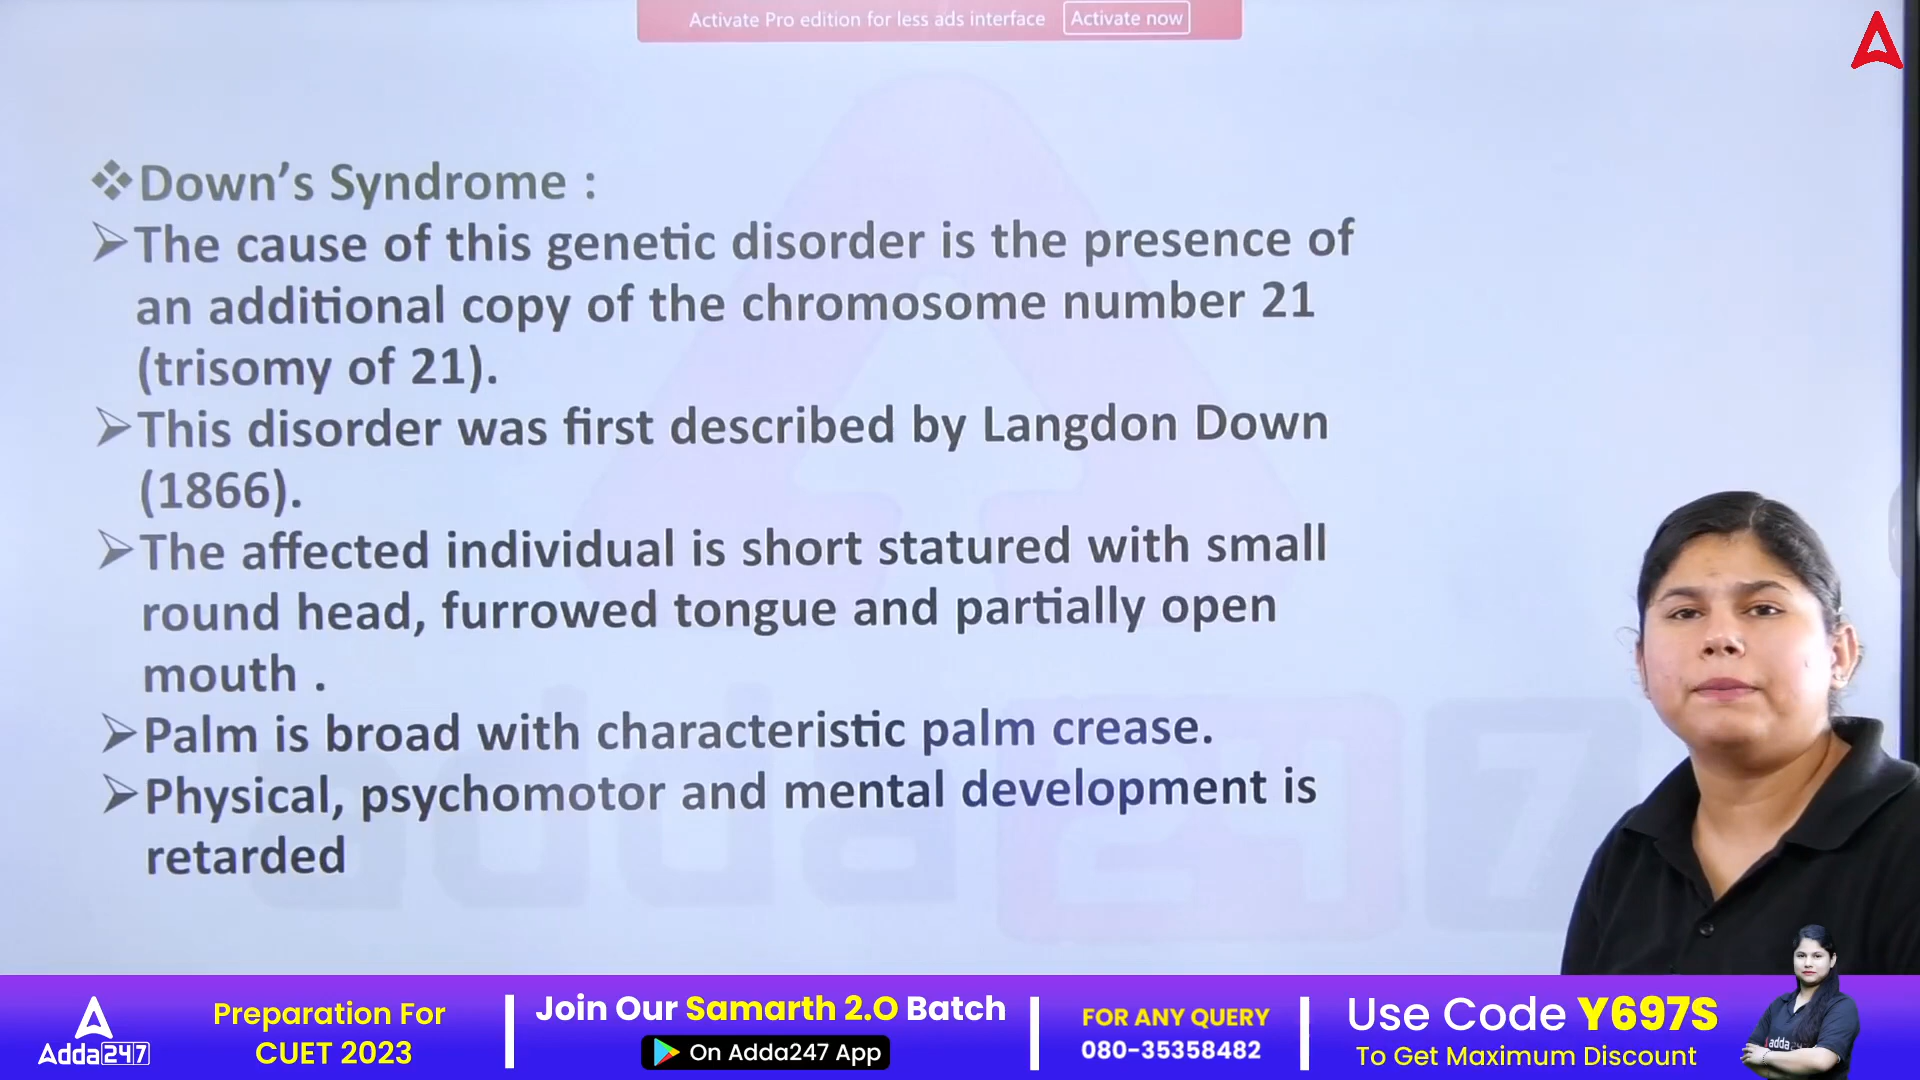 Activate Pro edition for less ads interface Activate now
Down's Syndrome :
The cause of this genetic disorder is the presence of
an additional copy of the chromosome number 21
(trisomy of 21).
This disorder was first described by Langdon Down
(1866).
The affected individual is short statured with small
round head, furrowed tongue and partially open
mouth .
Palm is broad with characteristic palm crease.
Physical, psychomotor and mental development is
retarded
adda247
Adda247
Preparation For
CUET 2023
Join Our Samarth 2.O Batch
On Adda247 App
FOR ANY QUERY
080-35358482
Use Code Y697S
To Get Maximum Discount
adda247